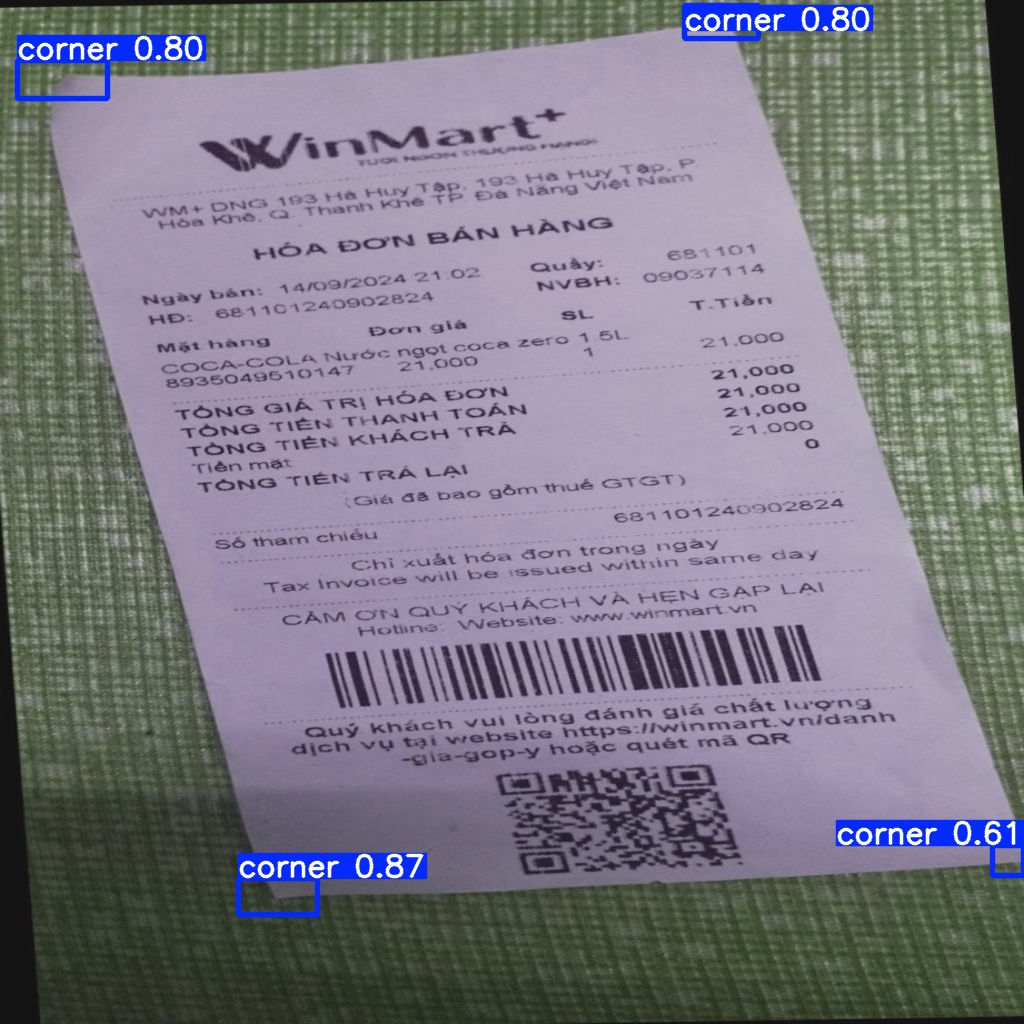 corner 0.80
corner 0.80
WinMart+
TƯƠI NGON THƯỢNG HẠNG
WM+ DNG 193 Hà Huy Tập, 193 Hà Huy Tập, P.
Hòa Khê, Q. Thanh Khê TP. Đà Nẵng Việt Nam
HÓA ĐƠN BÁN HÀNG
Ngày bán: 14/09/2024 21:02 Quầy: 681101
HĐ: 681101240902824 NVBH: 09037114
Mặt hàng Đơn giá SL T.Tiền
COCA-COLA Nước ngọt coca zero 1.5L
8935049510147 21,000 1 21,000
TỔNG GIÁ TRỊ HÓA ĐƠN 21,000
TỔNG TIỀN THANH TOÁN 21,000
TỔNG TIỀN KHÁCH TRẢ 21,000
Tiền mặt 21.000
TỔNG TIỀN TRẢ LẠI 0
(Giá đã bao gồm thuế GTGT)
Số tham chiếu 681101240902824
Chỉ xuất hóa đơn trong ngày
Tax Invoice will be issued within same day
CẢM ƠN QUÝ KHÁCH VÀ HẸN GẶP LẠI
Hotline: Website: www.winmart.vn
Quý khách vui lòng đánh giá chất lượng
dịch vụ tại website https://winmart.vn/danh
-gia-gop-y hoặc quét mã QR
corner 0.61
corner 0.87